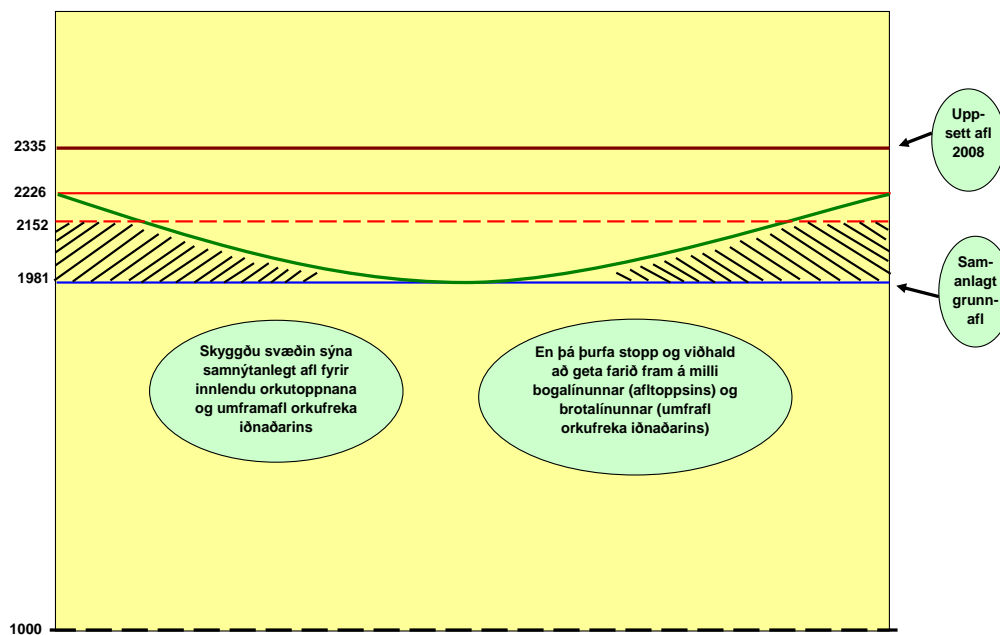 Upp-
sett afl
2008
2335
2226
2152
1981
Sam-
anlagt
grunn-
afl
Skyggðu svæðin sýna
samnýtanlegt afl fyrir
innlendu orkutoppnana
og umframafl orkufreka
iðnaðarins
En þá þurfa stopp og viðhald
að geta farið fram á milli
bogalínunnar (afltoppsins) og
brotalínunnar (umfrafl
orkufreka iðnaðarins)
1000